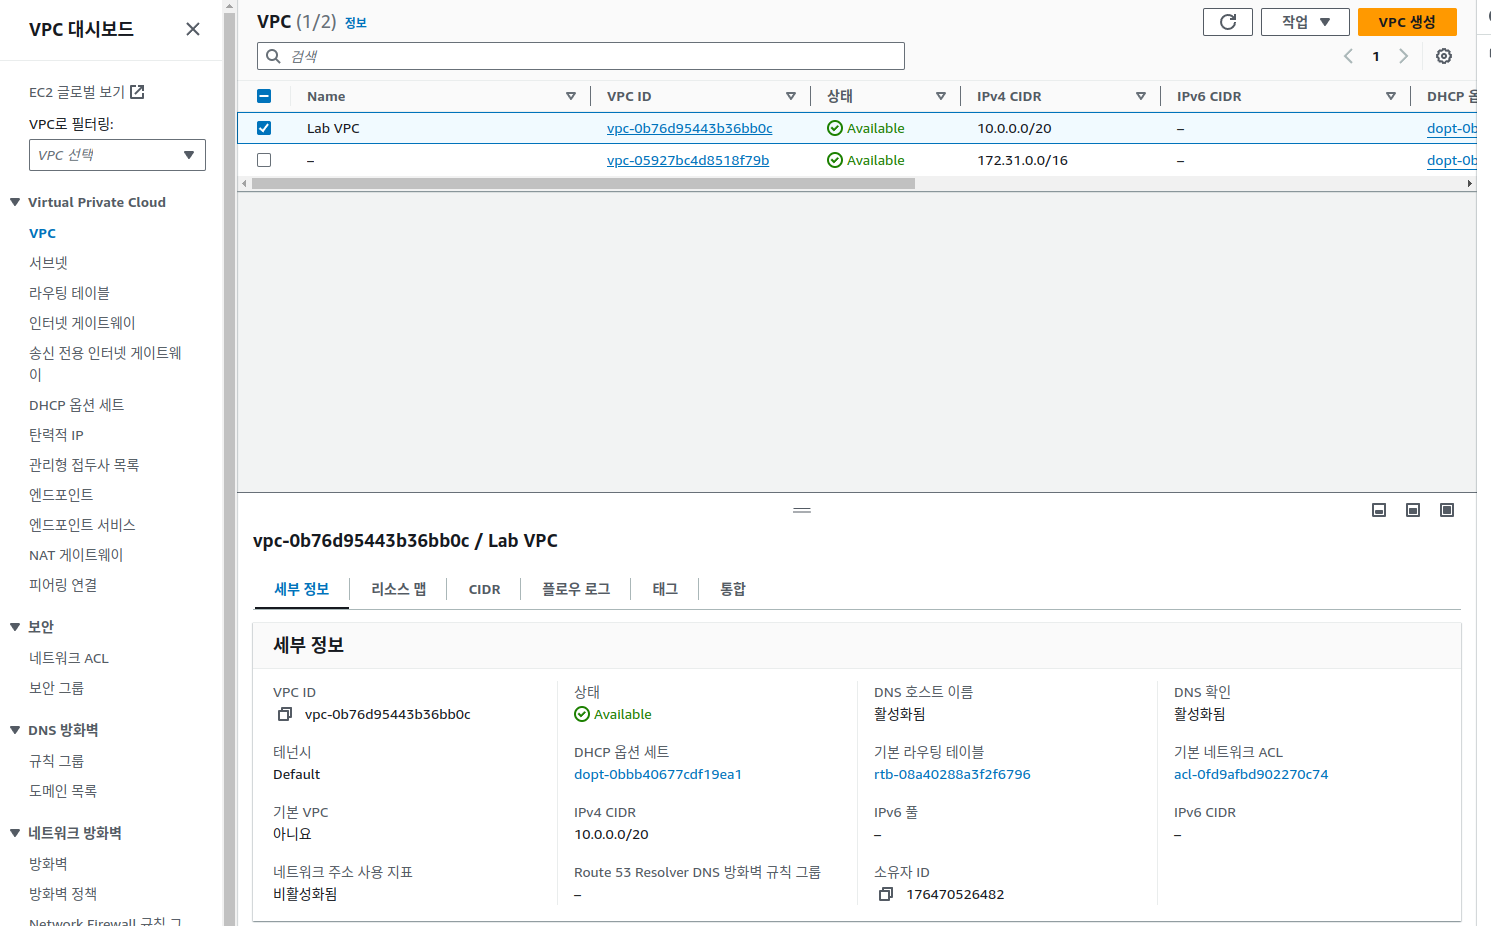 VPC 대시보드
EC2 글로벌 보기
VPC로 필터링:
VPC 선택
Virtual Private Cloud
VPC
서브넷
라우팅 테이블
인터넷 게이트웨이
송신 전용 인터넷 게이트웨
이
DHCP 옵션 세트
탄력적 IP
관리형 접두사 목록
엔드포인트
엔드포인트 서비스
NAT 게이트웨이
피어링 연결
보안
네트워크 ACL
보안 그룹
DNS 방화벽
규칙 그룹
도메인 목록
네트워크 방화벽
방화벽
방화벽 정책
Network Firewall 규칙 그
VPC (1/2) 정보
작업
VPC 생성
검색
1
Name VPC ID 상태 IPv4 CIDR IPv6 CIDR DHCP
Lab VPC vpc-0b76d95443b36bb0c Available 10.0.0.0/20 – dopt-0b
– vpc-05927bc4d8518f79b Available 172.31.0.0/16 – dopt-0b
vpc-0b76d95443b36bb0c / Lab VPC
세부 정보 리소스 맵 CIDR 플로우 로그 태그 통합
세부 정보
VPC ID 상태 DNS 호스트 이름 DNS 확인
vpc-0b76d95443b36bb0c Available 활성화됨 활성화됨
테넌시 DHCP 옵션 세트 기본 라우팅 테이블 기본 네트워크 ACL
Default dopt-0bbb40677cdf19ea1 rtb-08a40288a3f2f6796 acl-0fd9afbd902270c74
기본 VPC IPv4 CIDR IPv6 풀 IPv6 CIDR
아니요 10.0.0.0/20 – –
네트워크 주소 사용 지표 Route 53 Resolver DNS 방화벽 규칙 그룹 소유자 ID
비활성화됨 – 176470526482